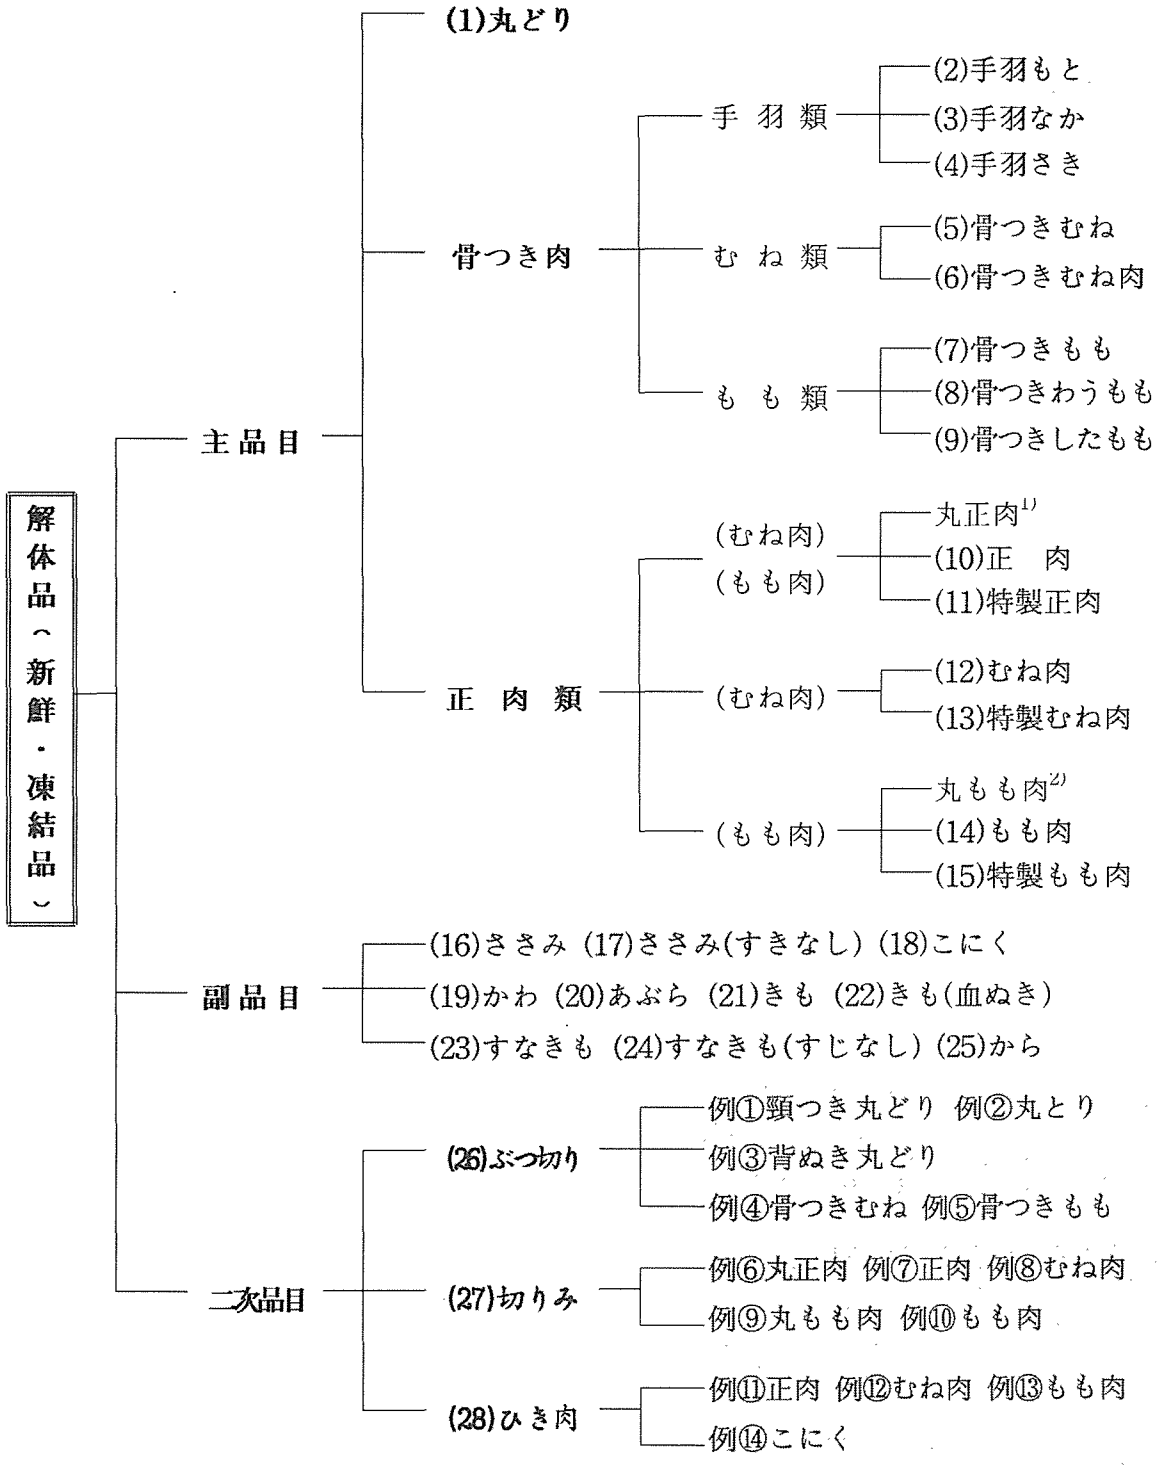 解体品(新鮮・凍結品)
主品目
(1)丸どり
骨つき肉
手羽類
(2)手羽もと
(3)手羽なか
(4)手羽さき
むね類
(5)骨つきむね
(6)骨つきむね肉
もも類
(7)骨つきもも
(8)骨つきわうもも
(9)骨つきしたもも
正肉類
(むね肉)
(もも肉)
丸正肉1)
(10)正 肉
(11)特製正肉
(むね肉)
(12)むね肉
(13)特製むね肉
(もも肉)
丸もも肉2)
(14)もも肉
(15)特製もも肉
副品目
(16)ささみ (17)ささみ(すきなし) (18)こにく
(19)かわ (20)あぶら (21)きも (22)きも(血ぬき)
(23)すなきも (24)すなきも(すじなし) (25)から
二次品目
(26)ぶつ切り
例①頸つき丸どり 例②丸とり
例③背ぬき丸どり
例④骨つきむね 例⑤骨つきもも
(27)切りみ
例⑥丸正肉 例⑦正肉 例⑧むね肉
例⑨丸もも肉 例⑩もも肉
(28)ひき肉
例⑪正肉 例⑫むね肉 例⑬もも肉
例⑭こにく